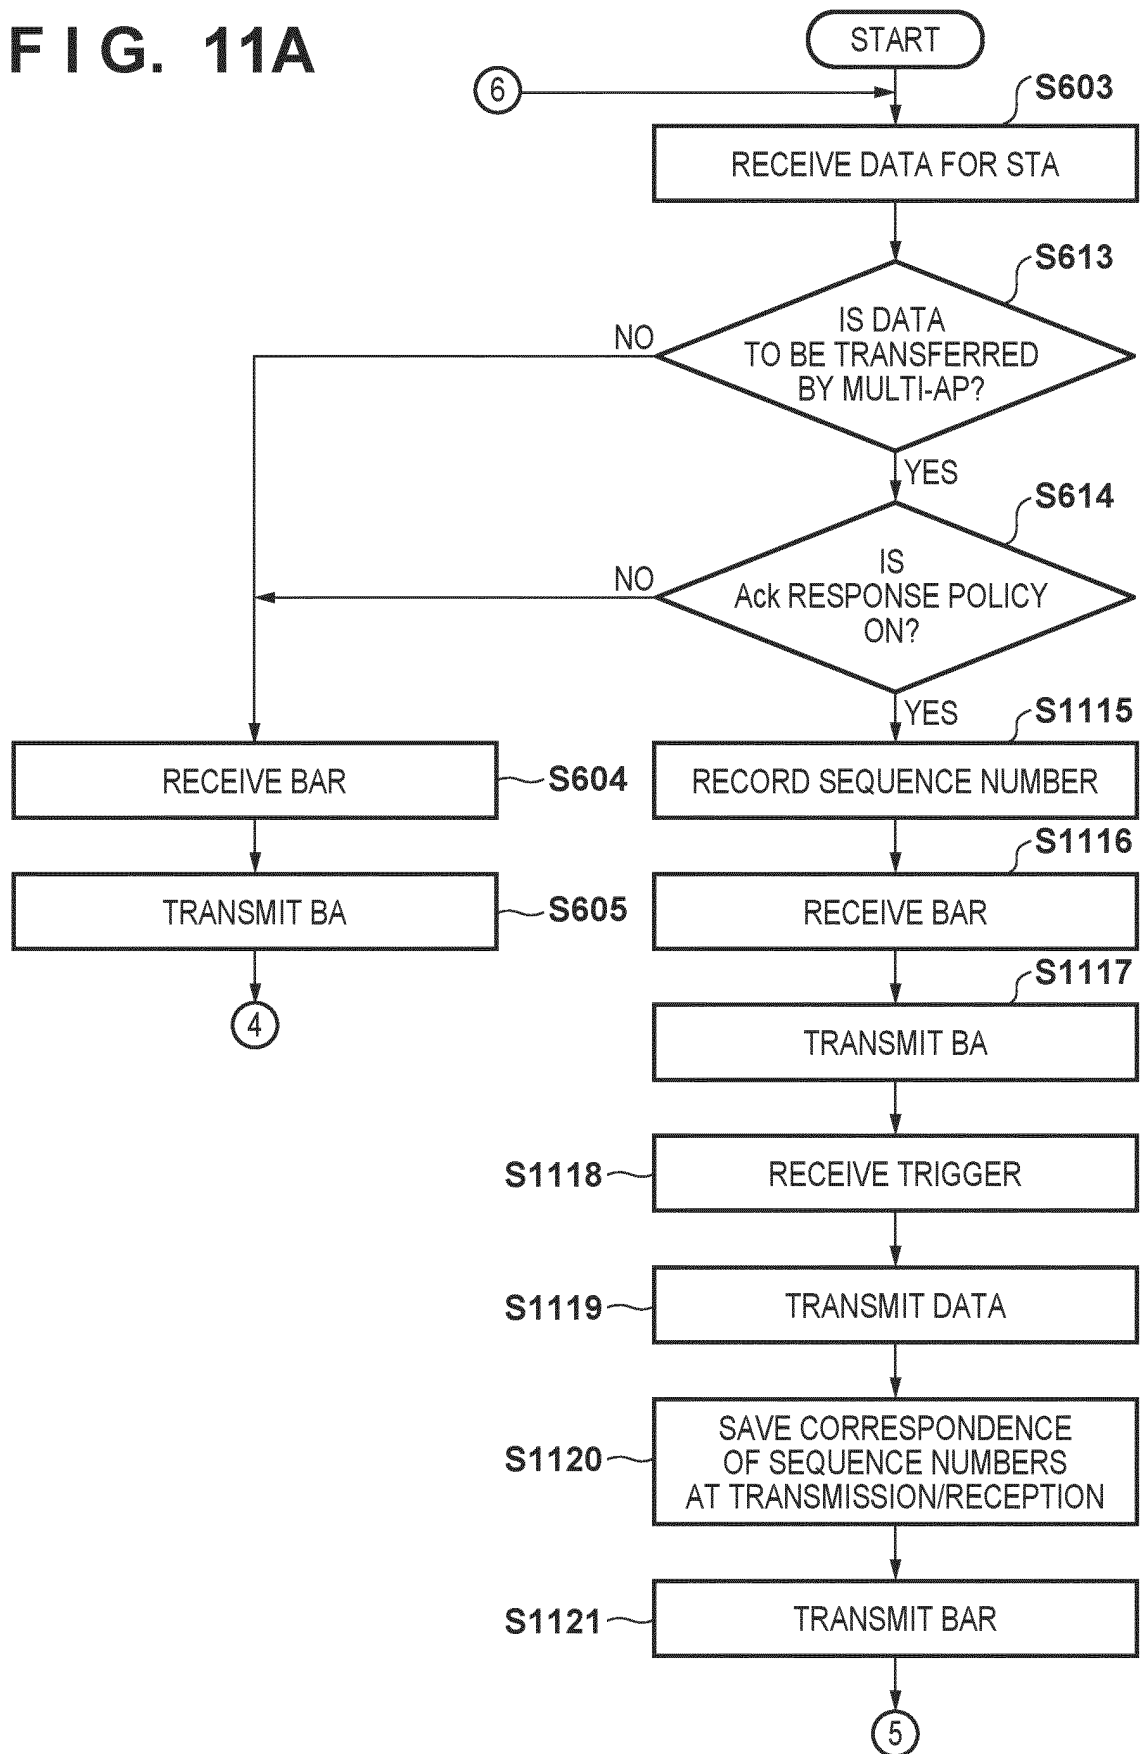 FIG. 11A
START
6
S603
RECEIVE DATA FOR STA
S613
IS DATA
TO BE TRANSFERRED
BY MULTI-AP?
NO
YES
S614
IS
Ack RESPONSE POLICY
ON?
NO
YES
S1115
RECEIVE BAR
S604
RECORD SEQUENCE NUMBER
S1116
TRANSMIT BA
S605
RECEIVE BAR
S1117
4
TRANSMIT BA
S1118
RECEIVE TRIGGER
S1119
TRANSMIT DATA
S1120
SAVE CORRESPONDENCE
OF SEQUENCE NUMBERS
AT TRANSMISSION/RECEPTION
S1121
TRANSMIT BAR
5